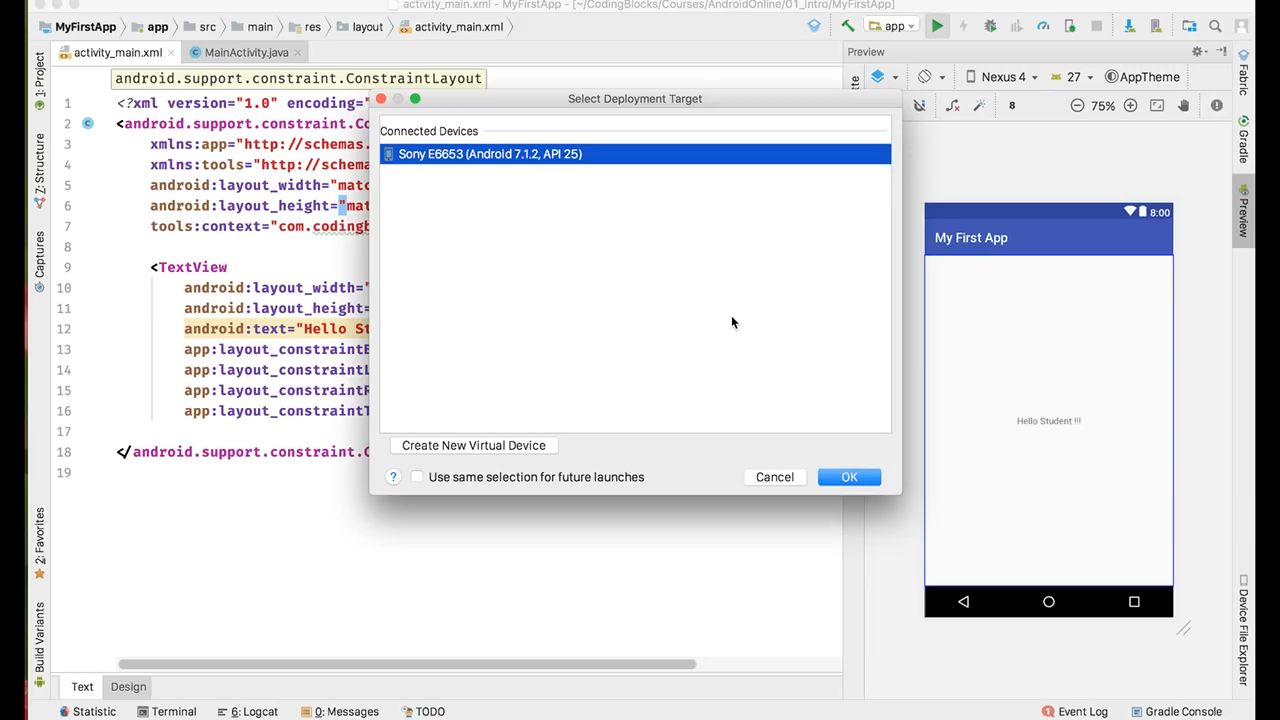 activity_main.xml - MyFirstApp [~/CodingBlocks/Courses/AndroidOnline/01_Intro/MyFirstApp]
MyFirstApp app src main res layout activity_main.xml app
activity_main.xml MainActivity.java Preview
android.support.constraint.ConstraintLayout
Nexus 4 27 AppTheme
8 75%
1: Project
7: Structure
Captures
2: Favorites
Build Variants
1 <?xml version="1.0" encoding="
2 <android.support.constraint.Co
3 xmlns:app="http://schemas.
4 xmlns:tools="http://schema
5 android:layout_width="matc
6 android:layout_height="mat
7 tools:context="com.codingb
8
9 <TextView
10 android:layout_width="
11 android:layout_height=
12 android:text="Hello St
13 app:layout_constraintB
14 app:layout_constraintL
15 app:layout_constraintR
16 app:layout_constraintT
17
18 </android.support.constraint.C
19
Select Deployment Target
Connected Devices
Sony E6653 (Android 7.1.2, API 25)
Create New Virtual Device
? Use same selection for future launches
Cancel OK
8:00
My First App
Hello Student !!!
Fabric
Gradle
Preview
Device File Explorer
Text Design
Statistic Terminal 6: Logcat 0: Messages TODO Event Log Gradle Console